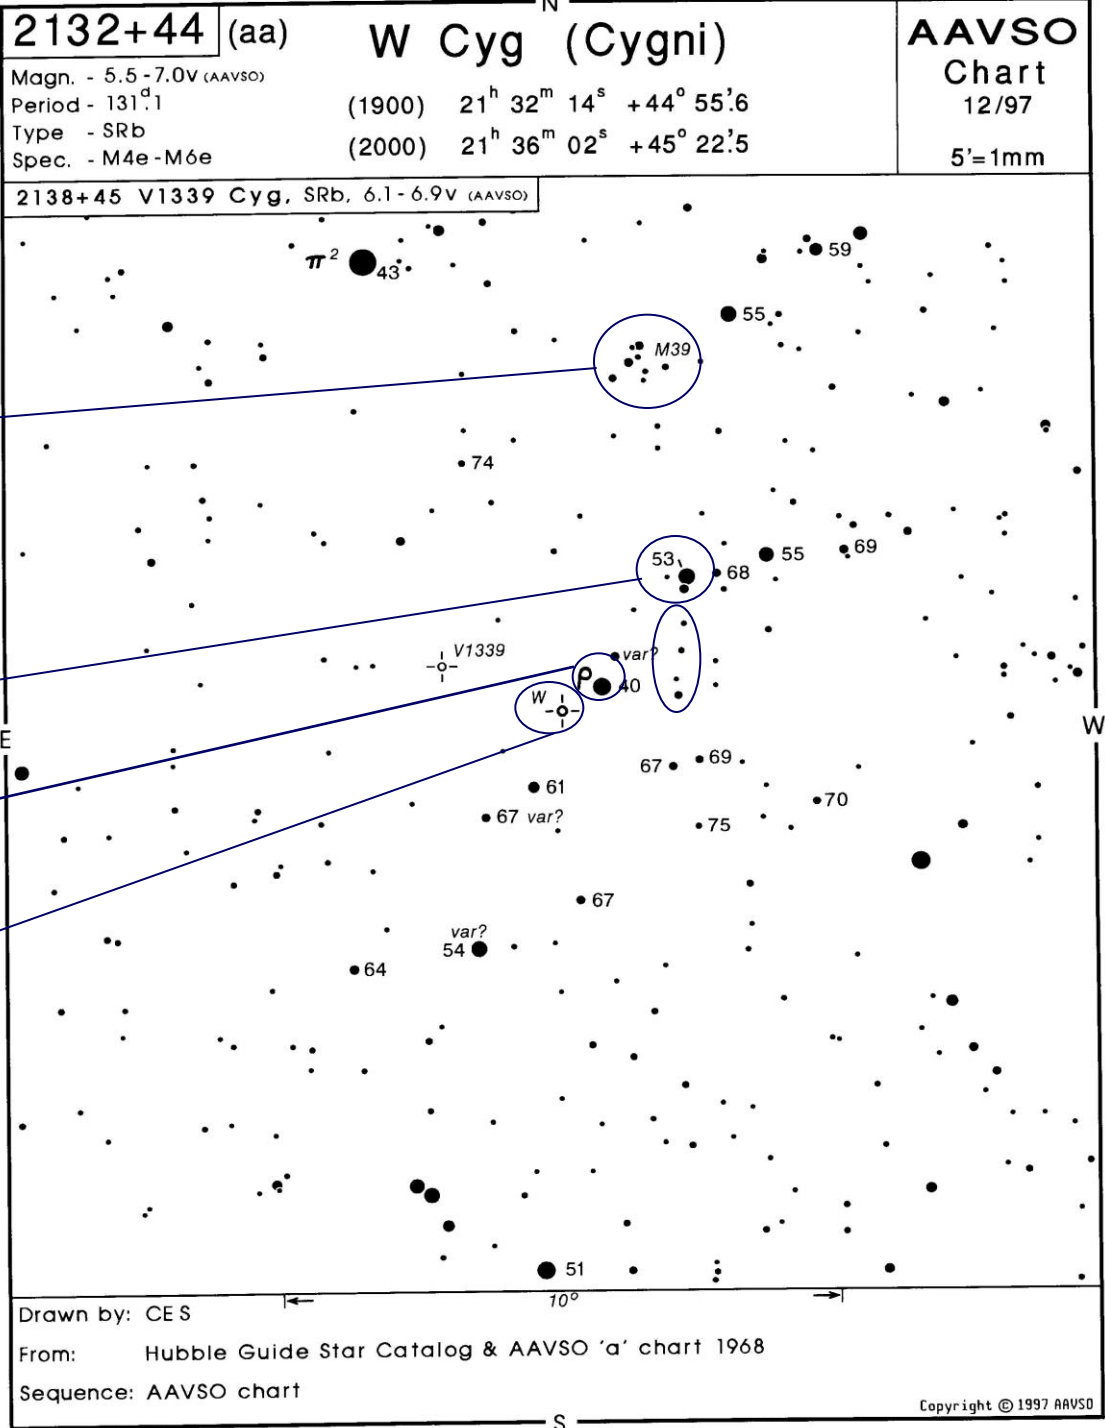 N
2132+44 (aa) W Cyg (Cygni) AAVSO
Chart
12/97
5'=1mm
Magn. - 5.5-7.0V (AAVSO)
Period - 131ᵈ.1
Type - SRb
Spec. - M4e-M6e
(1900) 21ʰ 32ᵐ 14ˢ +44° 55'.6
(2000) 21ʰ 36ᵐ 02ˢ +45° 22'.5
2138+45 V1339 Cyg, SRb, 6.1-6.9V (AAVSO)
59
π² 43
55
M39
74
53 55 69
68
V1339 var?
ρ 40
W
E W
67 69
61
67 var? 70
75
67
var?
54
64
51
10°
Drawn by: CES
From: Hubble Guide Star Catalog & AAVSO 'a' chart 1968
Sequence: AAVSO chart
Copyright © 1997 AAVSO
S